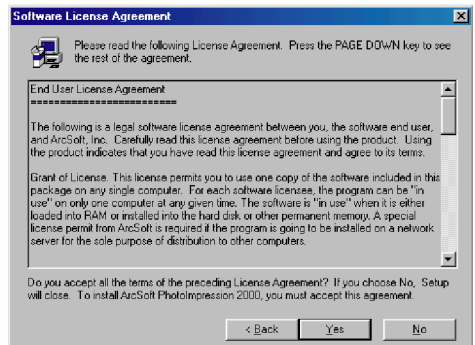 Software License Agreement
Please read the following License Agreement. Press the PAGE DOWN key to see
the rest of the agreement.
End User License Agreement
=========================
The following is a legal software license agreement between you, the software end user,
and ArcSoft, Inc. Carefully read this license agreement before using the product. Using
the product indicates that you have read this license agreement and agree to its terms.
Grant of License. This license permits you to use one copy of the software included in this
package on any single computer. For each software licensee, the program can be "in
use" on only one computer at any given time. The software is "in use" when it is either
loaded into RAM or installed into the hard disk or other permanent memory. A special
license permit from ArcSoft is required if the program is going to be installed on a network
server for the sole purpose of distribution to other computers.
Do you accept all the terms of the preceding License Agreement? If you choose No, Setup
will close. To install ArcSoft PhotoImpression 2000, you must accept this agreement.
< Back Yes No